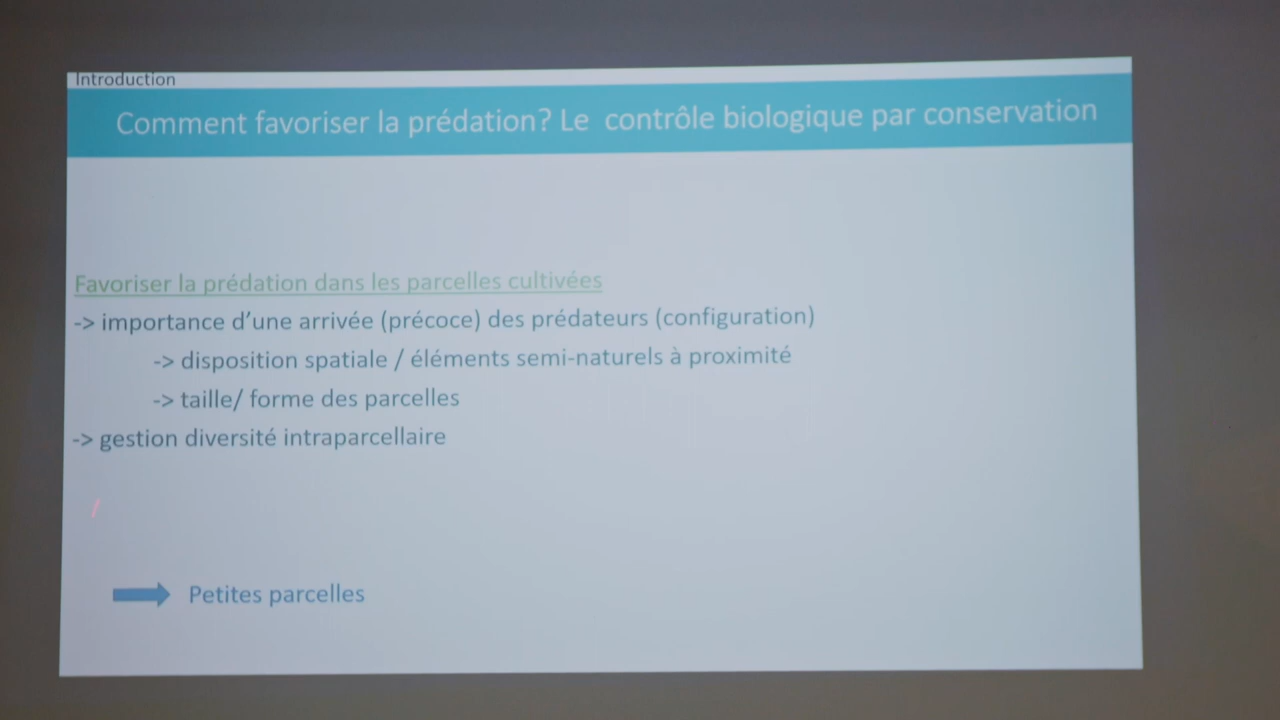 Introduction
Comment favoriser la prédation? Le contrôle biologique par conservation
Favoriser la prédation dans les parcelles cultivées
-> importance d'une arrivée (précoce) des prédateurs (configuration)
-> disposition spatiale / éléments semi-naturels à proximité
-> taille/ forme des parcelles
-> gestion diversité intraparcellaire
Petites parcelles